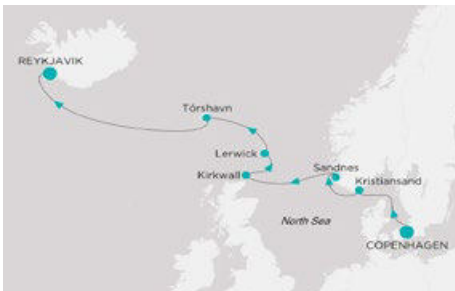 REYKJAVIK
Tórshavn
Lerwick
Kirkwall
Sandnes
Kristiansand
North Sea
COPENHAGEN